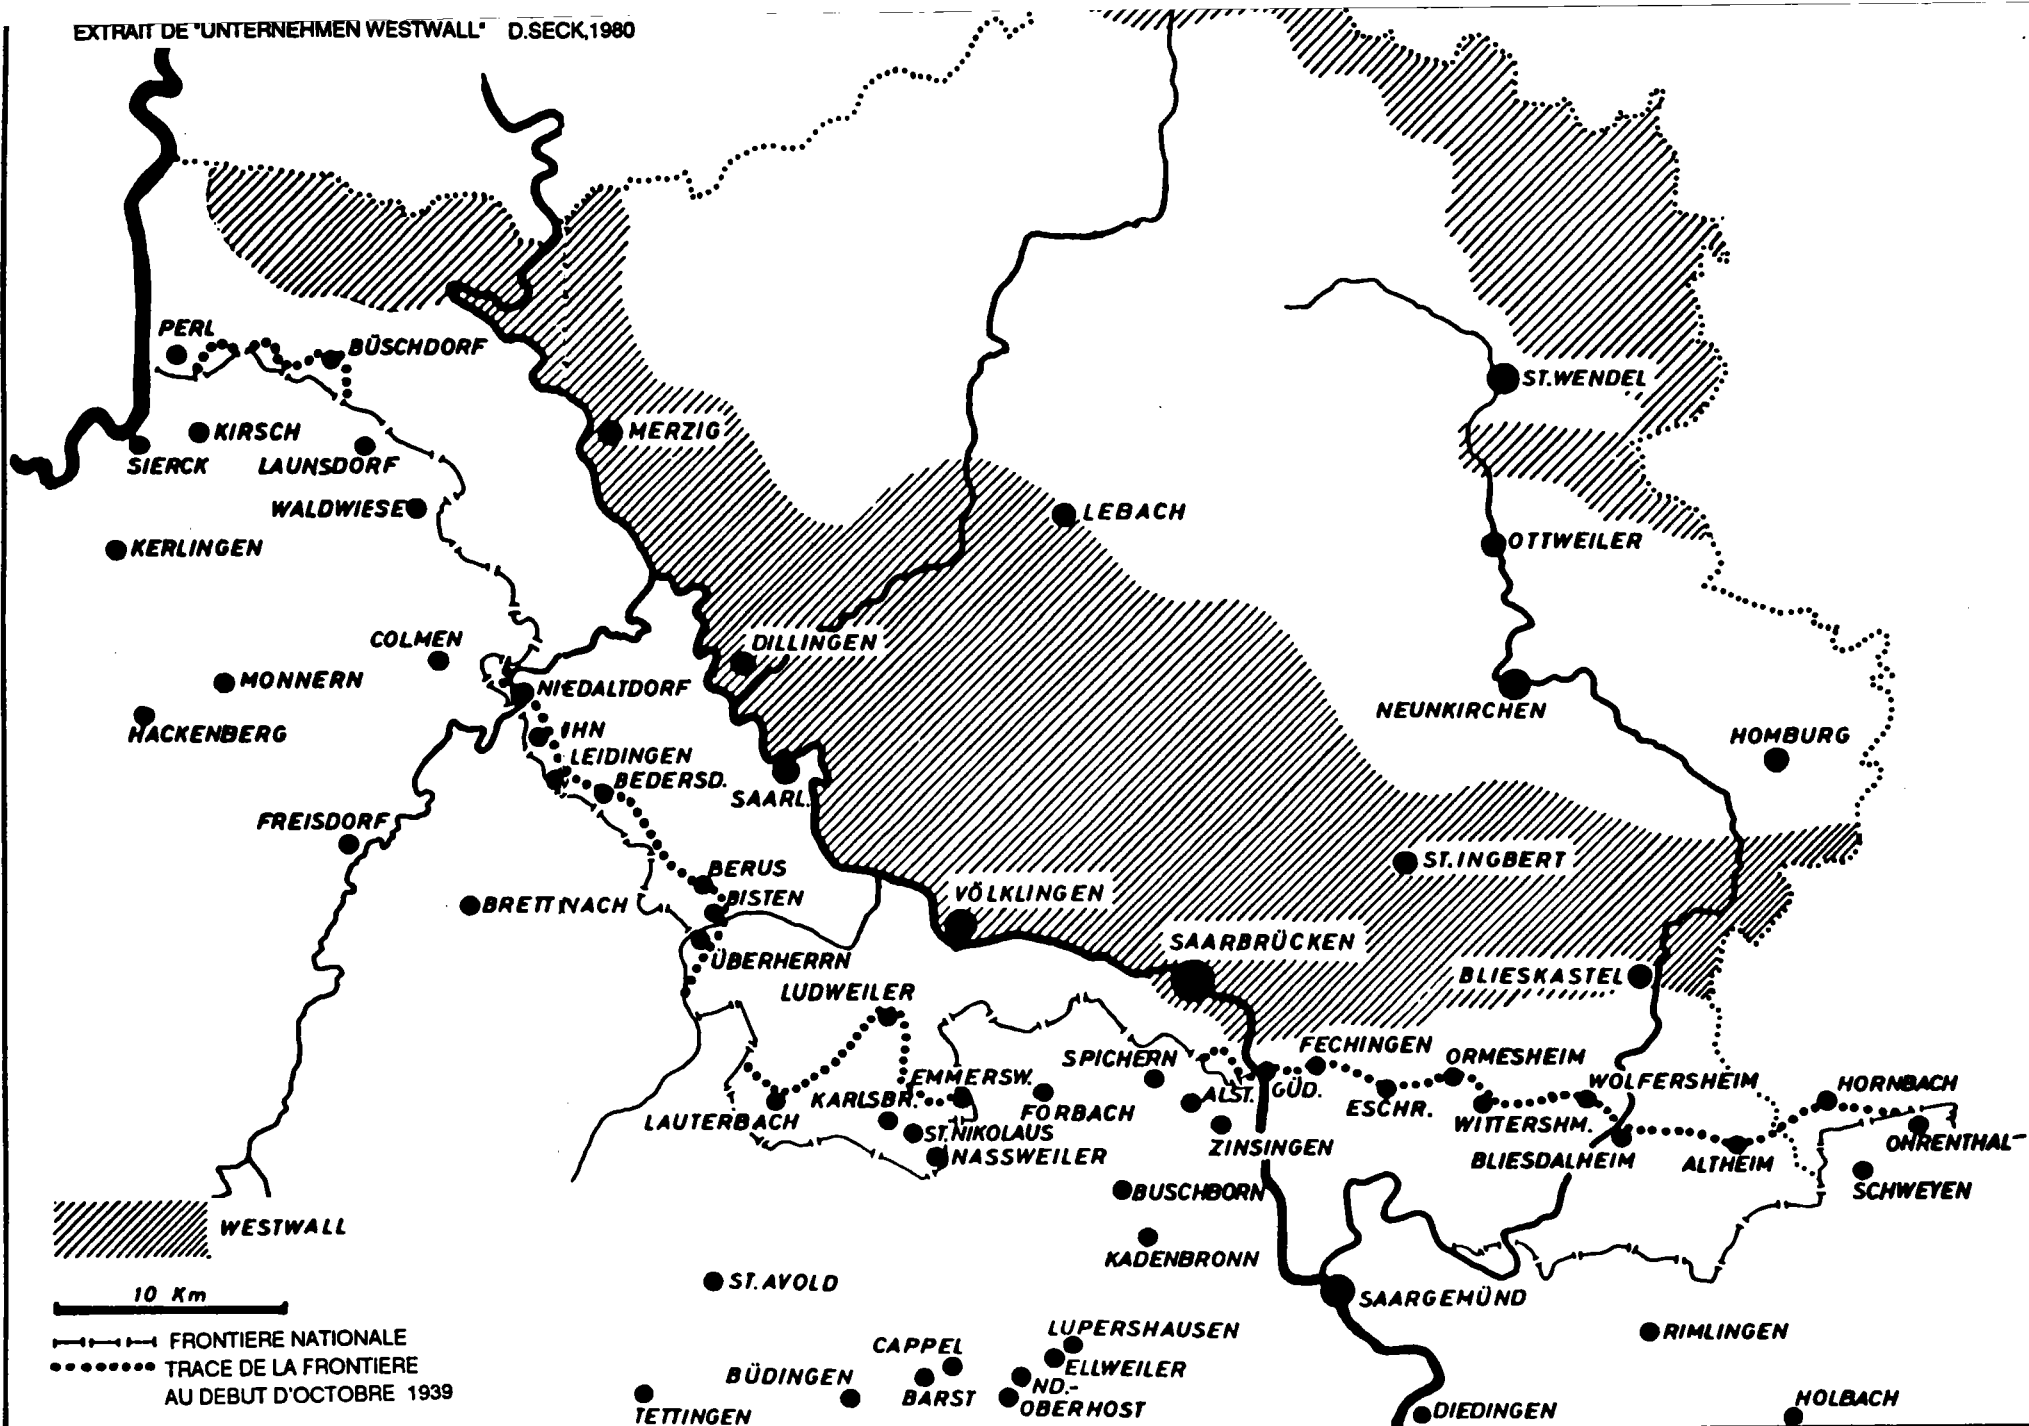 EXTRAIT DE "UNTERNEHMEN WESTWALL" D.SECK,1980
PERL
BÜSCHDORF
ST.WENDEL
KIRSCH
MERZIG
SIERCK
LAUNSDORF
WALDWIESE
LEBACH
KERLINGEN
OTTWEILER
COLMEN
DILLINGEN
MONNERN
NIEDALTDORF
NEUNKIRCHEN
HACKENBERG
IHN
HOMBURG
LEIDINGEN
BEDERSD.
SAARL.
FREISDORF
ST.INGBERT
BERUS
VÖLKLINGEN
BISTEN
BRETTNACH
SAARBRÜCKEN
ÜBERHERRN
BLIESKASTEL
LUDWEILER
FECHINGEN
SPICHERN
ORMESHEIM
EMMERSW.
WOLFERSHEIM
HORNBACH
KARLSBR.
FORBACH
ALST.
GÜD.
ESCHR.
LAUTERBACH
WITTERSHM.
ST.NIKOLAUS
ZINSINGEN
OHRENTHAL-
NASSWEILER
BLIESDALHEIM
ALTHEIM
BUSCHBORN
SCHWEYEN
WESTWALL
KADENBRONN
ST.AVOLD
10 Km
SAARGEMÜND
FRONTIERE NATIONALE
LUPERSHAUSEN
RIMLINGEN
TRACE DE LA FRONTIERE
AU DEBUT D'OCTOBRE 1939
CAPPEL
ELLWEILER
BÜDINGEN
BARST
ND.-
OBERHOST
TETTINGEN
DIEDINGEN
HOLBACH